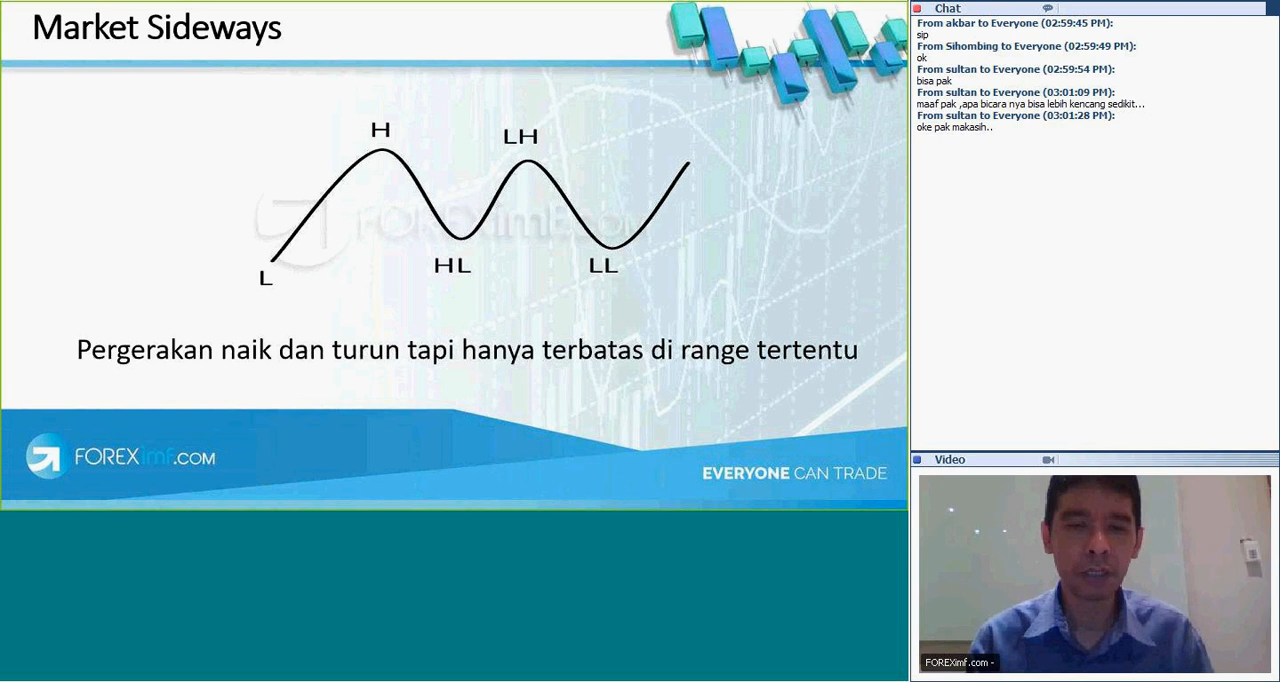 Market Sideways
H
LH
L
HL
LL
FOREXimF.com
Pergerakan naik dan turun tapi hanya terbatas di range tertentu
FOREXimf.COM
EVERYONE CAN TRADE
Chat
From akbar to Everyone (02:59:45 PM):
sip
From Sihombing to Everyone (02:59:49 PM):
ok
From sultan to Everyone (02:59:54 PM):
bisa pak
From sultan to Everyone (03:01:09 PM):
maaf pak ,apa bicara nya bisa lebih kencang sedikit...
From sultan to Everyone (03:01:28 PM):
oke pak makasih..
Video
FOREXimf.com -